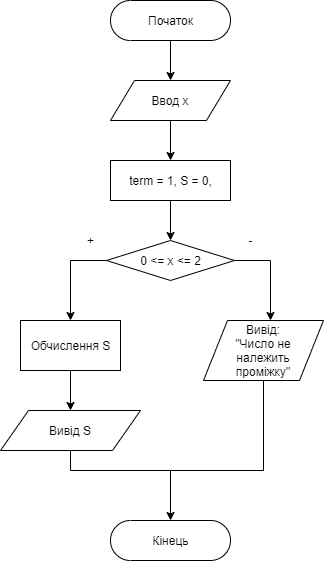 Початок
Ввод x
term = 1, S = 0,
+
-
0 <= x <= 2
Обчислення S
Вивід:
"Число не
належить
проміжку"
Вивід S
Кінець